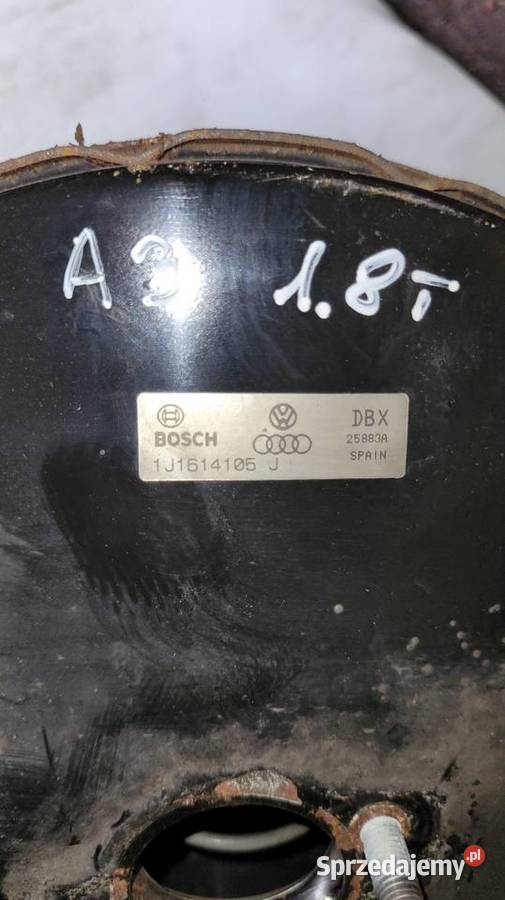 A3 1.8T
BOSCH
DBX
25883A
1J1614105 J
SPAIN
Sprzedajemy.pl